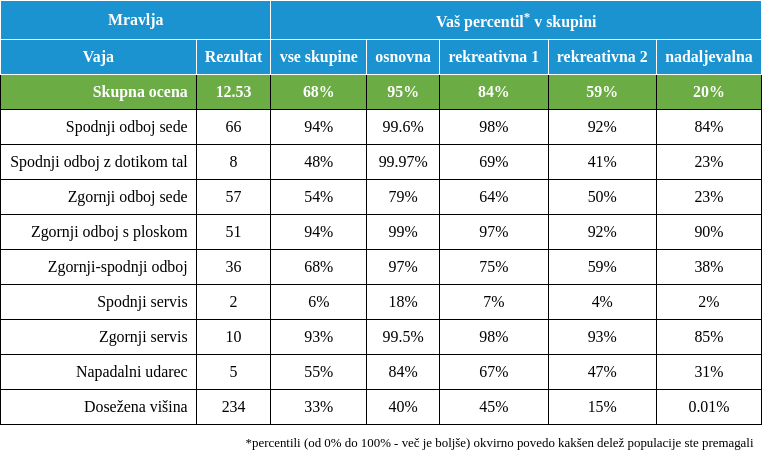 Mravlja Vaš percentil* v skupini
Vaja Rezultat vse skupine osnovna rekreativna 1 rekreativna 2 nadaljevalna
Skupna ocena 12.53 68% 95% 84% 59% 20%
Spodnji odboj sede 66 94% 99.6% 98% 92% 84%
Spodnji odboj z dotikom tal 8 48% 99.97% 69% 41% 23%
Zgornji odboj sede 57 54% 79% 64% 50% 23%
Zgornji odboj s ploskom 51 94% 99% 97% 92% 90%
Zgornji-spodnji odboj 36 68% 97% 75% 59% 38%
Spodnji servis 2 6% 18% 7% 4% 2%
Zgornji servis 10 93% 99.5% 98% 93% 85%
Napadalni udarec 5 55% 84% 67% 47% 31%
Dosežena višina 234 33% 40% 45% 15% 0.01%
*percentili (od 0% do 100% - več je boljše) okvirno povedo kakšen delež populacije ste premagali